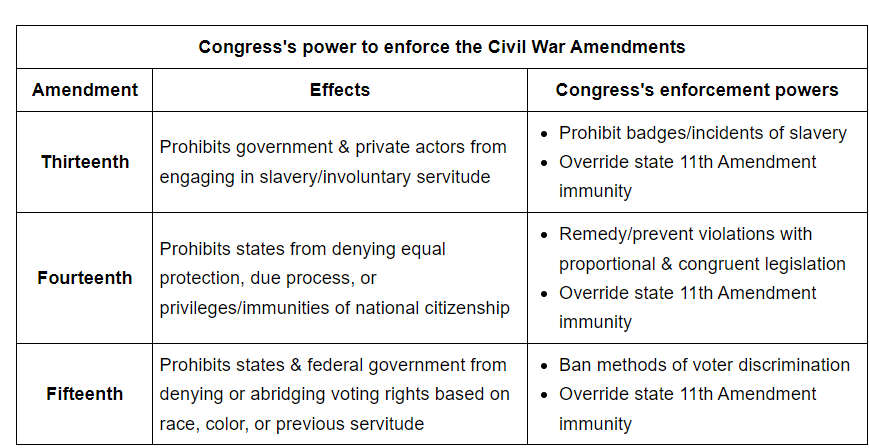 Congress's power to enforce the Civil War Amendments
Amendment
Effects
Congress's enforcement powers
Thirteenth
Prohibits government & private actors from
engaging in slavery/involuntary servitude
• Prohibit badges/incidents of slavery
• Override state 11th Amendment
immunity
Fourteenth
Prohibits states from denying equal
protection, due process, or
privileges/immunities of national citizenship
• Remedy/prevent violations with
proportional & congruent legislation
• Override state 11th Amendment
immunity
Fifteenth
Prohibits states & federal government from
denying or abridging voting rights based on
race, color, or previous servitude
• Ban methods of voter discrimination
• Override state 11th Amendment
immunity